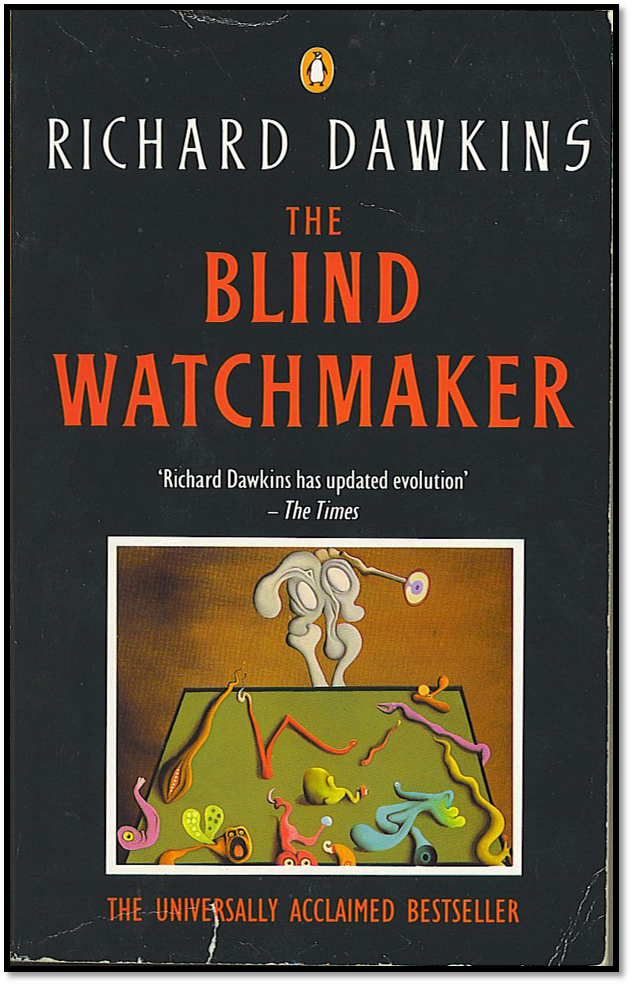 RICHARD DAWKINS
THE
BLIND
WATCHMAKER
‘Richard Dawkins has updated evolution’
– The Times
THE UNIVERSALLY ACCLAIMED BESTSELLER